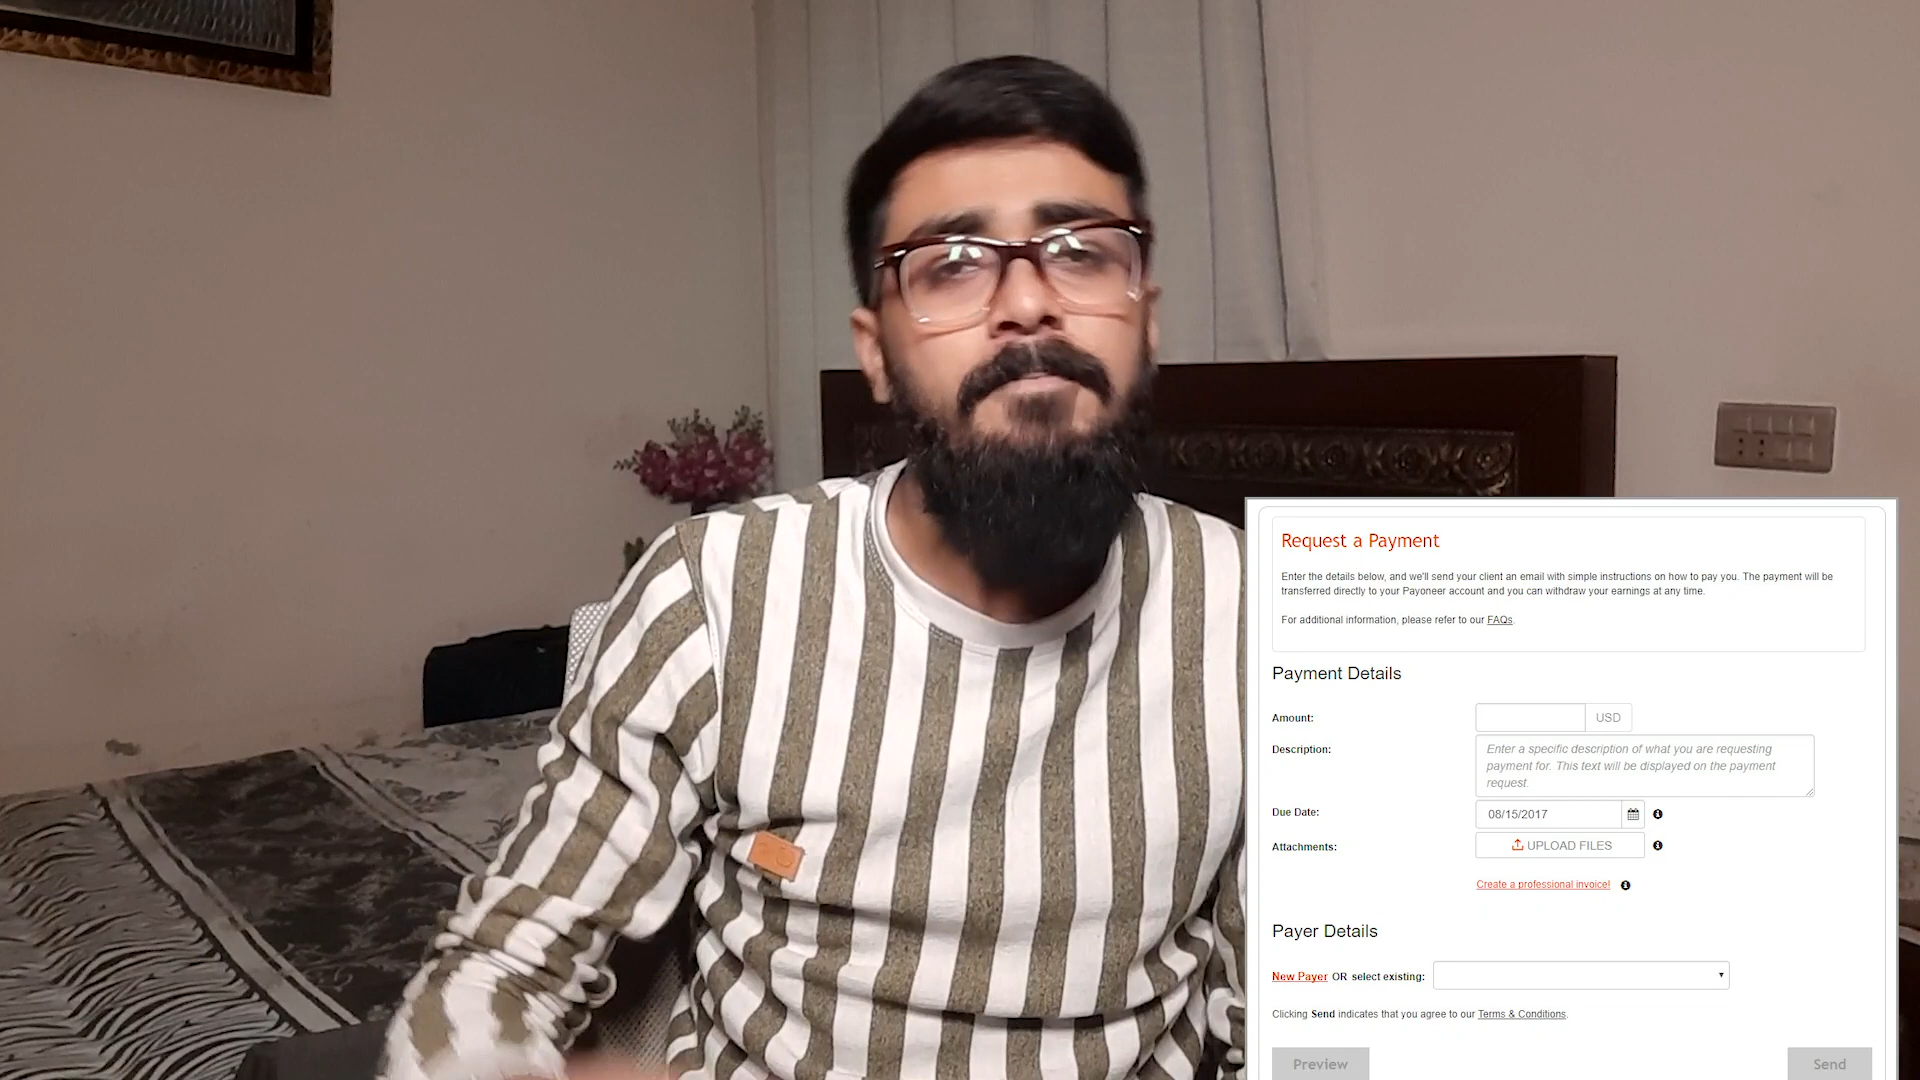 Request a Payment
Enter the details below, and we'll send your client an email with simple instructions on how to pay you. The payment will be
transferred directly to your Payoneer account and you can withdraw your earnings at any time.
For additional information, please refer to our FAQs.
Payment Details
Amount: USD
Description: Enter a specific description of what you are requesting
payment for. This text will be displayed on the payment
request.
Due Date: 08/15/2017
Attachments: UPLOAD FILES
Create a professional invoice!
Payer Details
New Payer OR select existing:
Clicking Send indicates that you agree to our Terms & Conditions.
Preview Send